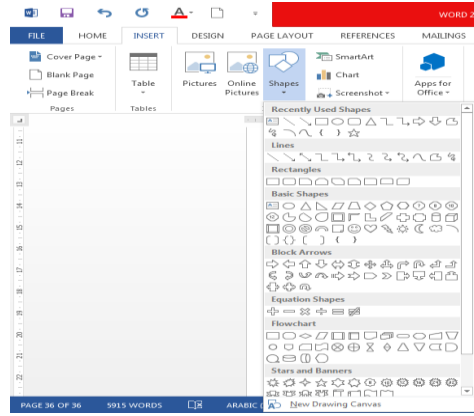 WORD 2
FILE HOME INSERT DESIGN PAGE LAYOUT REFERENCES MAILINGS
Cover Page
Blank Page
Page Break
Pages
Table
Tables
Pictures
Online Pictures
Shapes
SmartArt
Chart
Screenshot
Apps for Office
Recently Used Shapes
Lines
Rectangles
Basic Shapes
Block Arrows
Equation Shapes
Flowchart
Stars and Banners
New Drawing Canvas
PAGE 36 OF 36 5915 WORDS ARABIC (